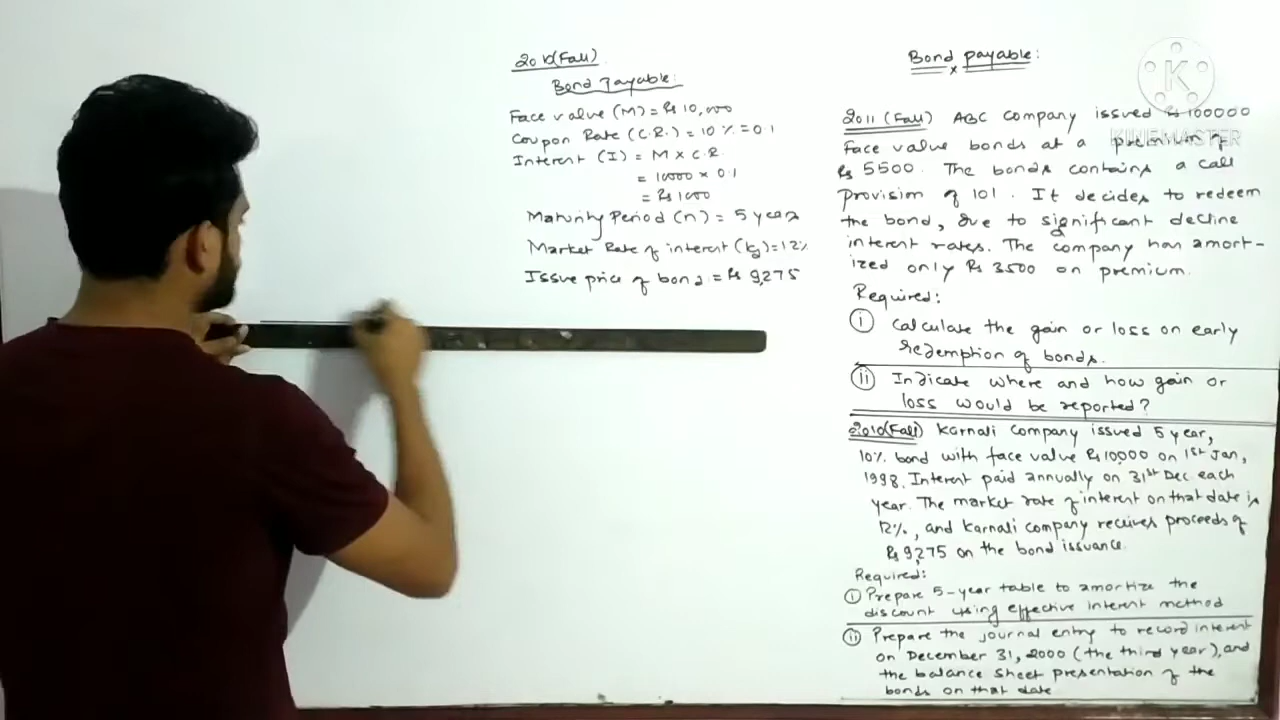 2010(Fall)
Bond Payable:
Face value (M) = Rs 10,000
Coupon Rate (C.R.) = 10% = 0.1
Interest (I) = M x C.R.
= 10000 x 0.1
= Rs 1000
Maturity Period (n) = 5 years
Market Rate of interest (kd) = 12%
Issue price of bond = Rs 9,275
Bond payable:
2011 (Fall) ABC company issued Rs 100000
Face value bonds at a premium of
Rs 5500. The bonds contains a call
Provision of 101. It decides to redeem
the bond, due to significant decline
interest rates. The company has amort-
ized only Rs 3500 on premium.
Required:
i Calculate the gain or loss on early
redemption of bonds.
ii Indicate where and how gain or
loss would be reported?
2010(Fall) Karnali company issued 5 year,
10% bond with face value Rs 10,000 on 1st Jan,
1998. Interest paid annually on 31st Dec each
year. The market rate of interest on that date is
12%, and Karnali company receives proceeds of
Rs 9,275 on the bond issuance.
Required:
i Prepare 5-year table to amortize the
discount using effective interest method
ii Prepare the journal entry to record interest
on December 31, 2000 (the third year), and
the balance sheet presentation of the
bonds on that date
K
KINEMASTER